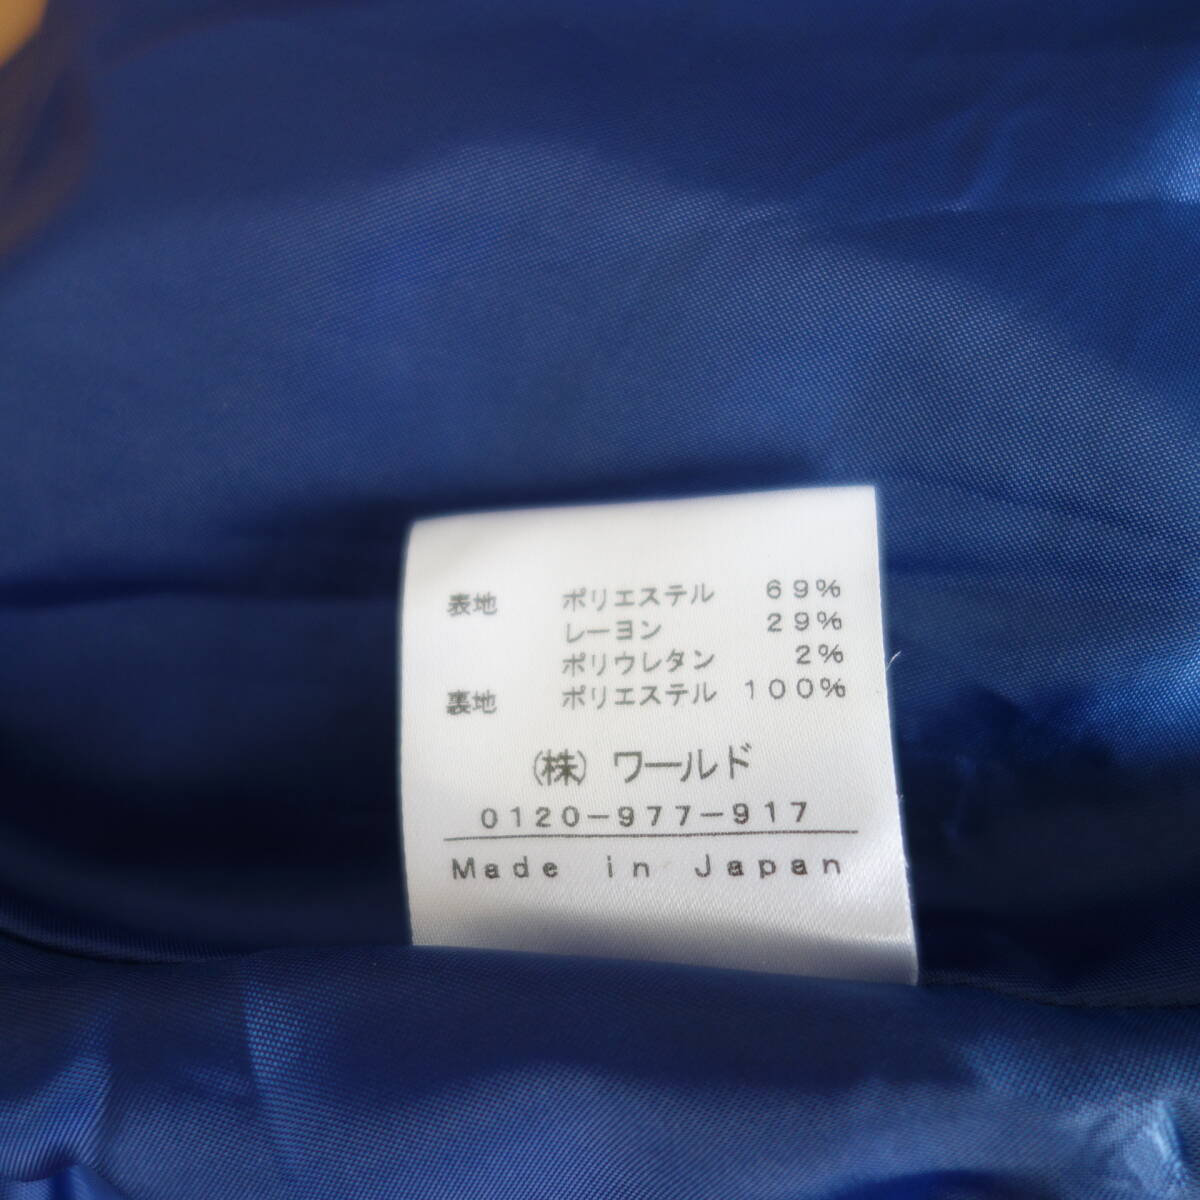 表地 ポリエステル 69%
レーヨン 29%
ポリウレタン 2%
裏地 ポリエステル 100%
(株) ワールド
0120-977-917
Made in Japan